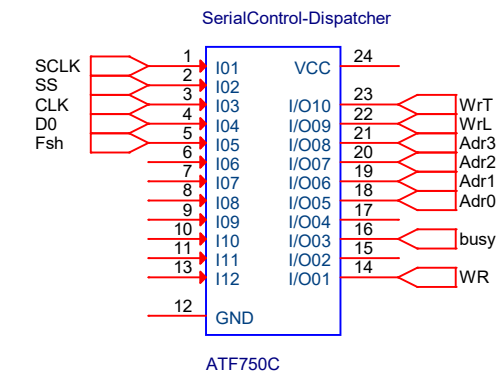 SerialControl-Dispatcher
SCLK 1 I01 VCC 24
SS 2 I02
CLK 3 I03 I/O10 23 WrT
D0 4 I04 I/O09 22 WrL
Fsh 5 I05 I/O08 21 Adr3
6 I06 I/O07 20 Adr2
7 I07 I/O06 19 Adr1
8 I08 I/O05 18 Adr0
9 I09 I/O04 17
10 I10 I/O03 16 busy
11 I11 I/O02 15
13 I12 I/O01 14 WR
12 GND
ATF750C